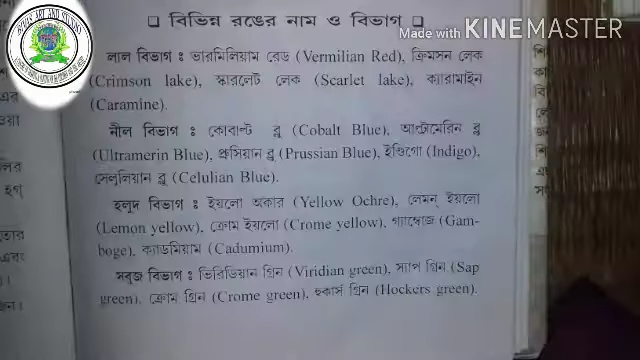 □ বিভিন্ন রঙের নাম ও বিভাগ □
Made with KINEMASTER
লাল বিভাগ : ভারমিলিয়াম রেড (Vermilian Red), ক্রিমসন লেক
(Crimson lake), স্কারলেট লেক (Scarlet lake), ক্যারামাইন
(Caramine).
নীল বিভাগ : কোবাল্ট ব্লু (Cobalt Blue), আল্ট্রামেরিন ব্লু
(Ultramerin Blue), প্রুসিয়ান ব্লু (Prussian Blue), ইণ্ডিগো (Indigo),
সেলুলিয়ান ব্লু (Celulian Blue).
হলুদ বিভাগ : ইয়লো অকার (Yellow Ochre), লেমন ইয়লো
(Lemon yellow), ক্রোম ইয়লো (Crome yellow), গ্যাম্বোজ (Gam-
boge), ক্যাডমিয়াম (Cadumium).
সবুজ বিভাগ : ভিরিডিয়ান গ্রিন (Viridian green), স্যাপ গ্রিন (Sap
green), ক্রোম গ্রিন (Crome green), হুকার্স গ্রিন (Hockers green).